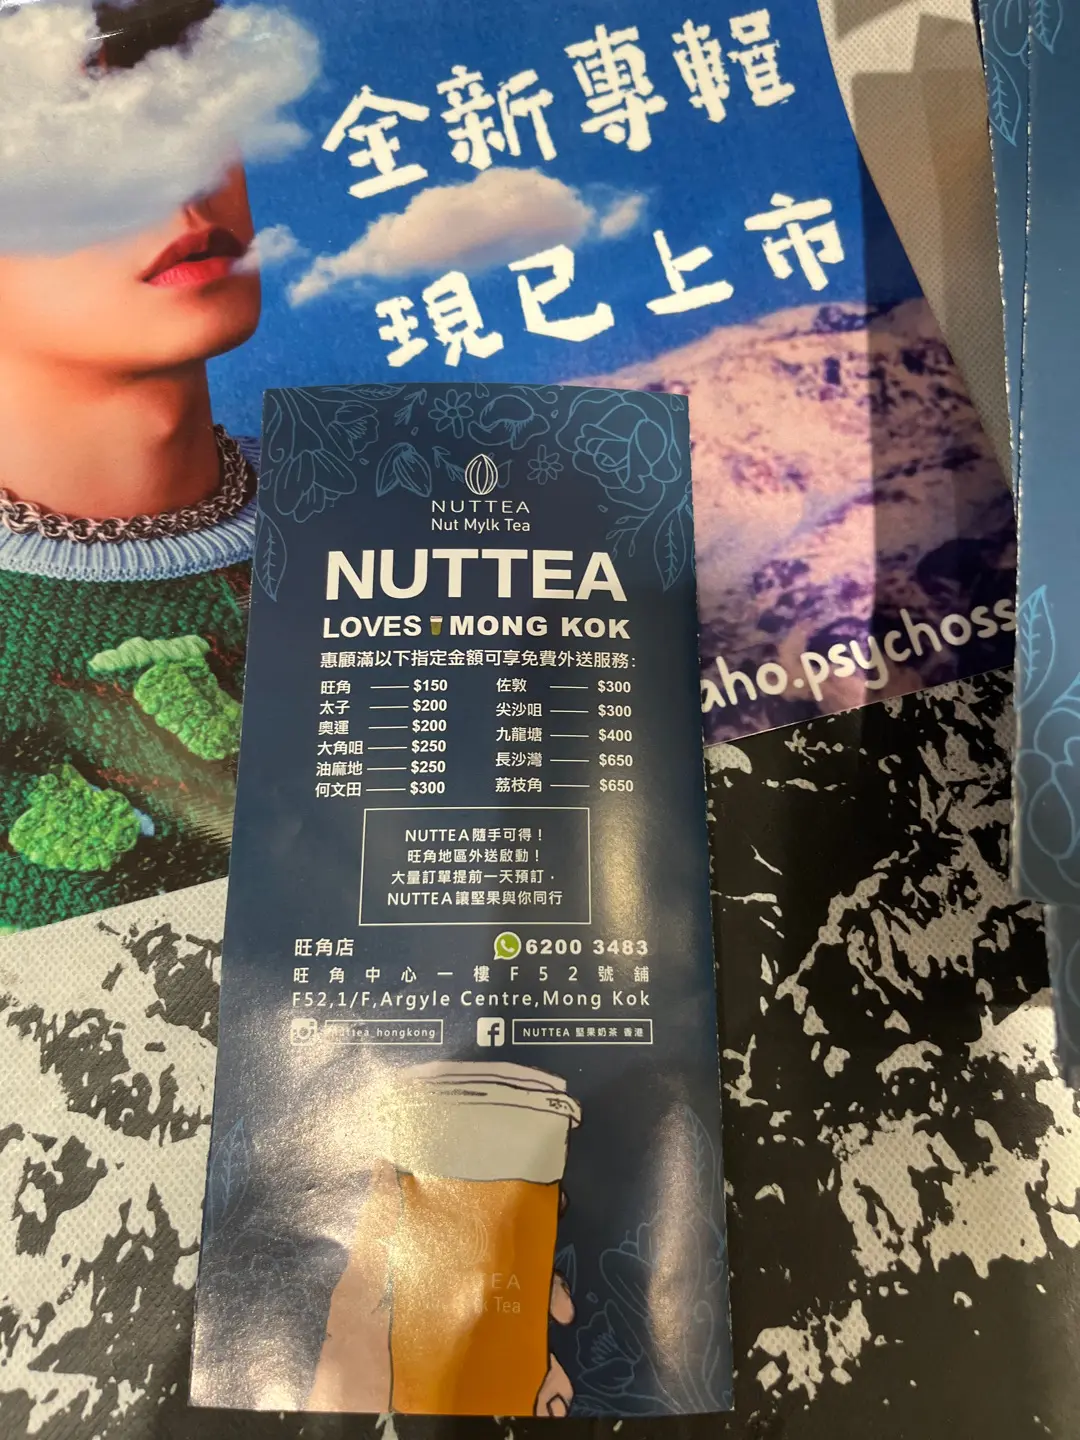 全新專輯
現已上市
aho.psychoss
NUTTEA
Nut Mylk Tea
NUTTEA
LOVES MONG KOK
惠顧滿以下指定金額可享免費外送服務：
旺角 —— $150
太子 —— $200
奧運 —— $200
大角咀 —— $250
油麻地 —— $250
何文田 —— $300
佐敦 —— $300
尖沙咀 —— $300
九龍塘 —— $400
長沙灣 —— $650
荔枝角 —— $650
NUTTEA隨手可得！
旺角地區外送啟動！
大量訂單提前一天預訂，
NUTTEA讓堅果與你同行
旺角店 6200 3483
旺角中心一樓F52號舖
F52,1/F,Argyle Centre,Mong Kok
nuttea_hongkong NUTTEA 堅果奶茶 香港
TEA
k Tea